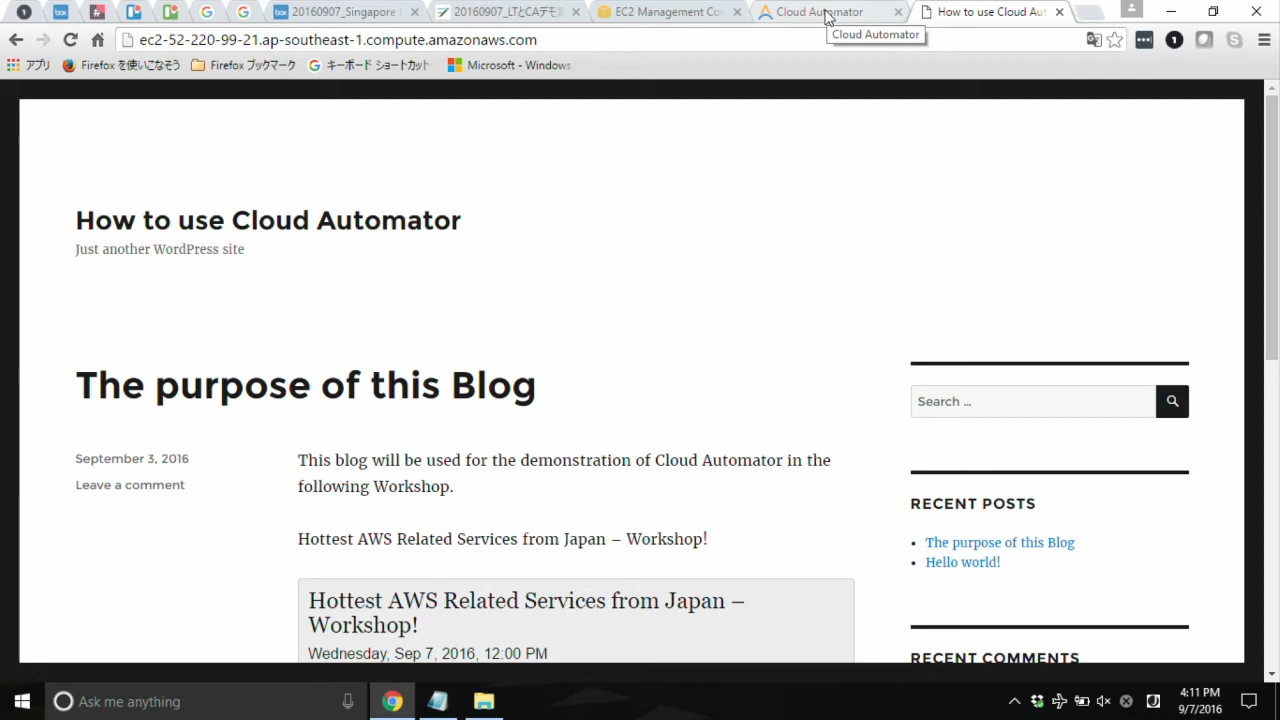 20160907_Singapore
20160907_LTとCAデモ
EC2 Management Con
Cloud Automator
How to use Cloud Aut
Cloud Automator
ec2-52-220-99-21.ap-southeast-1.compute.amazonaws.com
アプリ
Firefox を使いこなそう
Firefox ブックマーク
キーボード ショートカット
Microsoft - Windows
How to use Cloud Automator
Just another WordPress site
The purpose of this Blog
September 3, 2016
Leave a comment
This blog will be used for the demonstration of Cloud Automator in the
following Workshop.
Hottest AWS Related Services from Japan – Workshop!
Hottest AWS Related Services from Japan –
Workshop!
Wednesday, Sep 7, 2016, 12:00 PM
Search …
RECENT POSTS
The purpose of this Blog
Hello world!
RECENT COMMENTS
Ask me anything
4:11 PM
9/7/2016